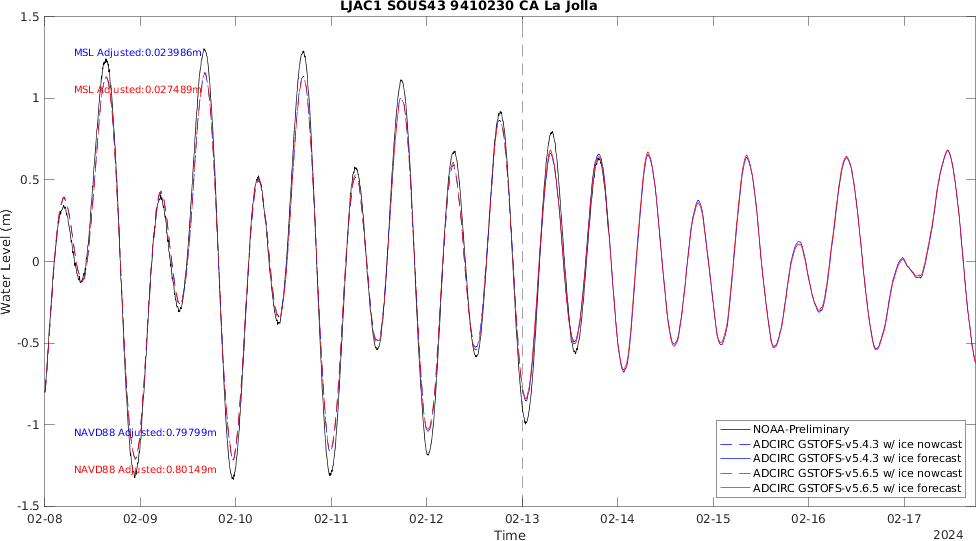 LJAC1 SOUS43 9410230 CA La Jolla
1.5
MSL Adjusted:0.023986m
1
MSL Adjusted:0.027489m
0.5
Water Level (m)
0
-0.5
-1
NAVD88 Adjusted:0.79799m
NAVD88 Adjusted:0.80149m
-1.5
NOAA-Preliminary
ADCIRC GSTOFS-v5.4.3 w/ ice nowcast
ADCIRC GSTOFS-v5.4.3 w/ ice forecast
ADCIRC GSTOFS-v5.6.5 w/ ice nowcast
ADCIRC GSTOFS-v5.6.5 w/ ice forecast
02-08 02-09 02-10 02-11 02-12 02-13 02-14 02-15 02-16 02-17
Time
2024